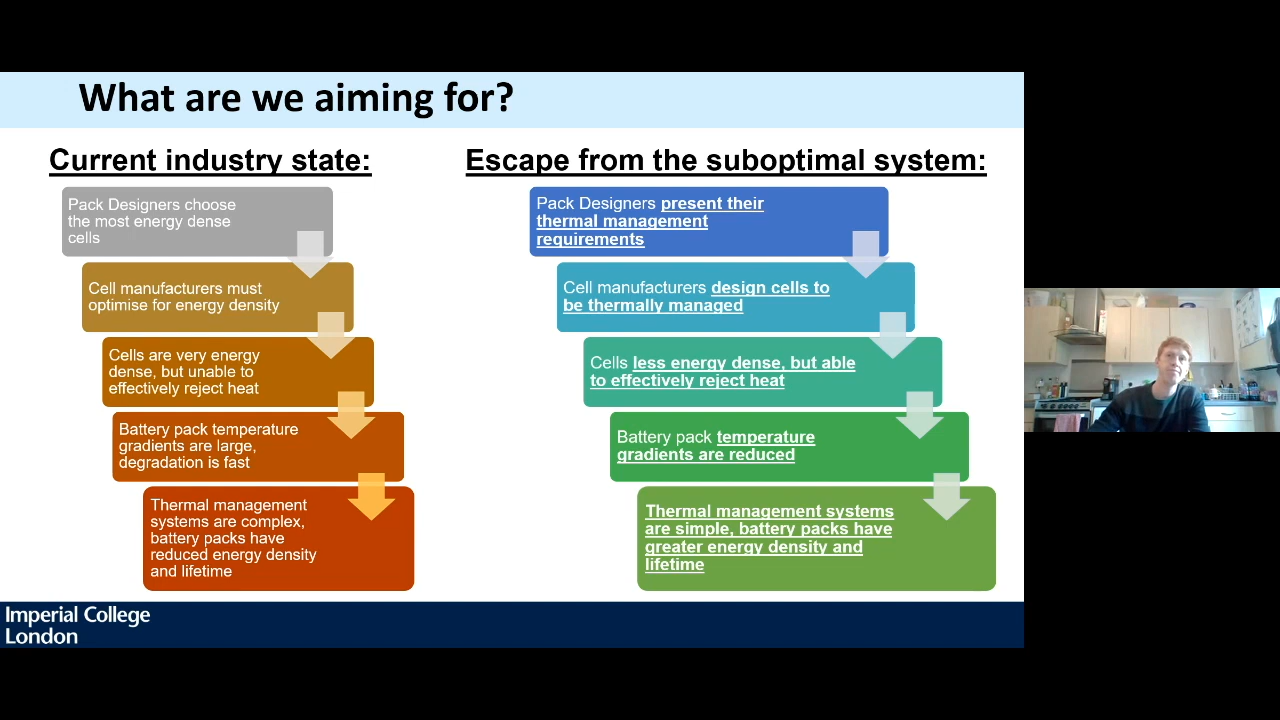 What are we aiming for?
Current industry state:
Pack Designers choose
the most energy dense
cells
Cell manufacturers must
optimise for energy density
Cells are very energy
dense, but unable to
effectively reject heat
Battery pack temperature
gradients are large,
degradation is fast
Thermal management
systems are complex,
battery packs have
reduced energy density
and lifetime
Escape from the suboptimal system:
Pack Designers present their
thermal management
requirements
Cell manufacturers design cells to
be thermally managed
Cells less energy dense, but able
to effectively reject heat
Battery pack temperature
gradients are reduced
Thermal management systems
are simple, battery packs have
greater energy density and
lifetime
Imperial College
London